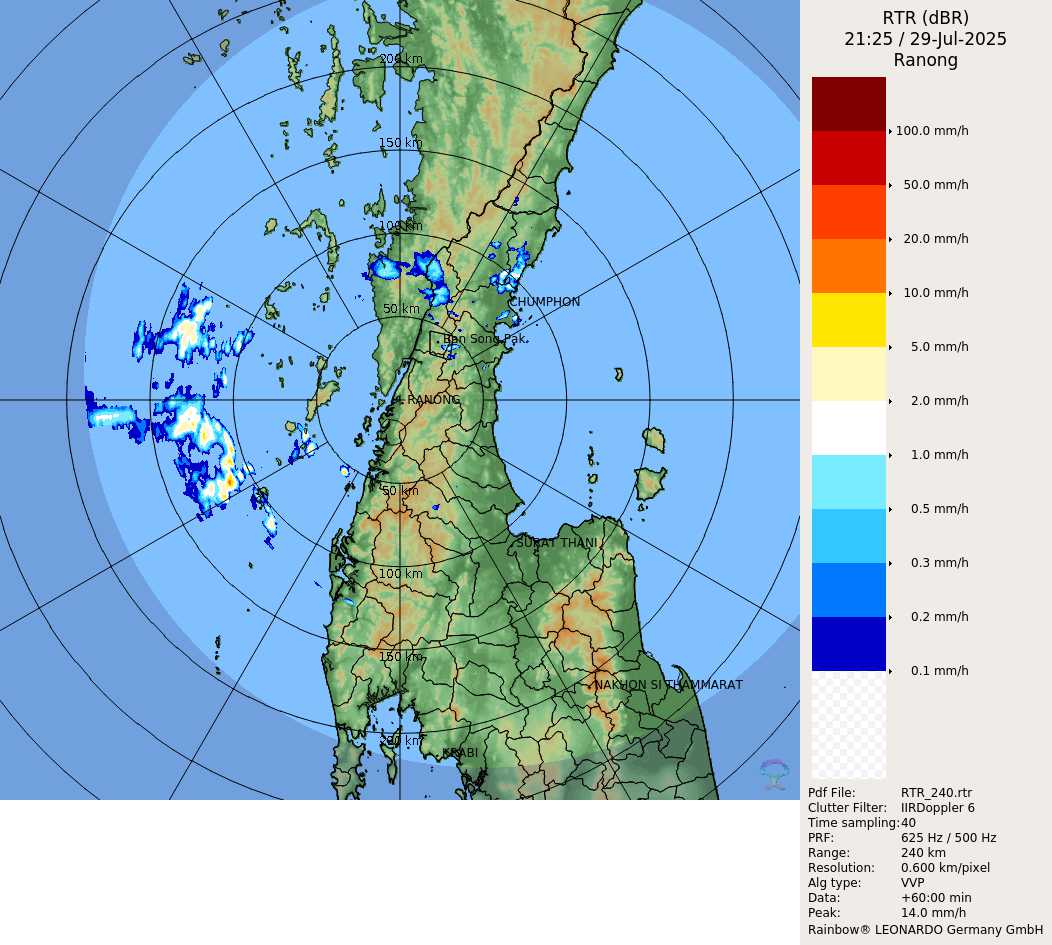 RTR (dBR)
21:25 / 29-Jul-2025
Ranong
200 km
150 km
100 km
50 km
CHUMPHON
Ban Song Pak
RANONG
50 km
SURAT THANI
100 km
150 km
NAKHON SI THAMMARAT
200 km
KRABI
100.0 mm/h
50.0 mm/h
20.0 mm/h
10.0 mm/h
5.0 mm/h
2.0 mm/h
1.0 mm/h
0.5 mm/h
0.3 mm/h
0.2 mm/h
0.1 mm/h
Pdf File: RTR_240.rtr
Clutter Filter: IIRDoppler 6
Time sampling:40
PRF: 625 Hz / 500 Hz
Range: 240 km
Resolution: 0.600 km/pixel
Alg type: VVP
Data: +60:00 min
Peak: 14.0 mm/h
Rainbow® LEONARDO Germany GmbH